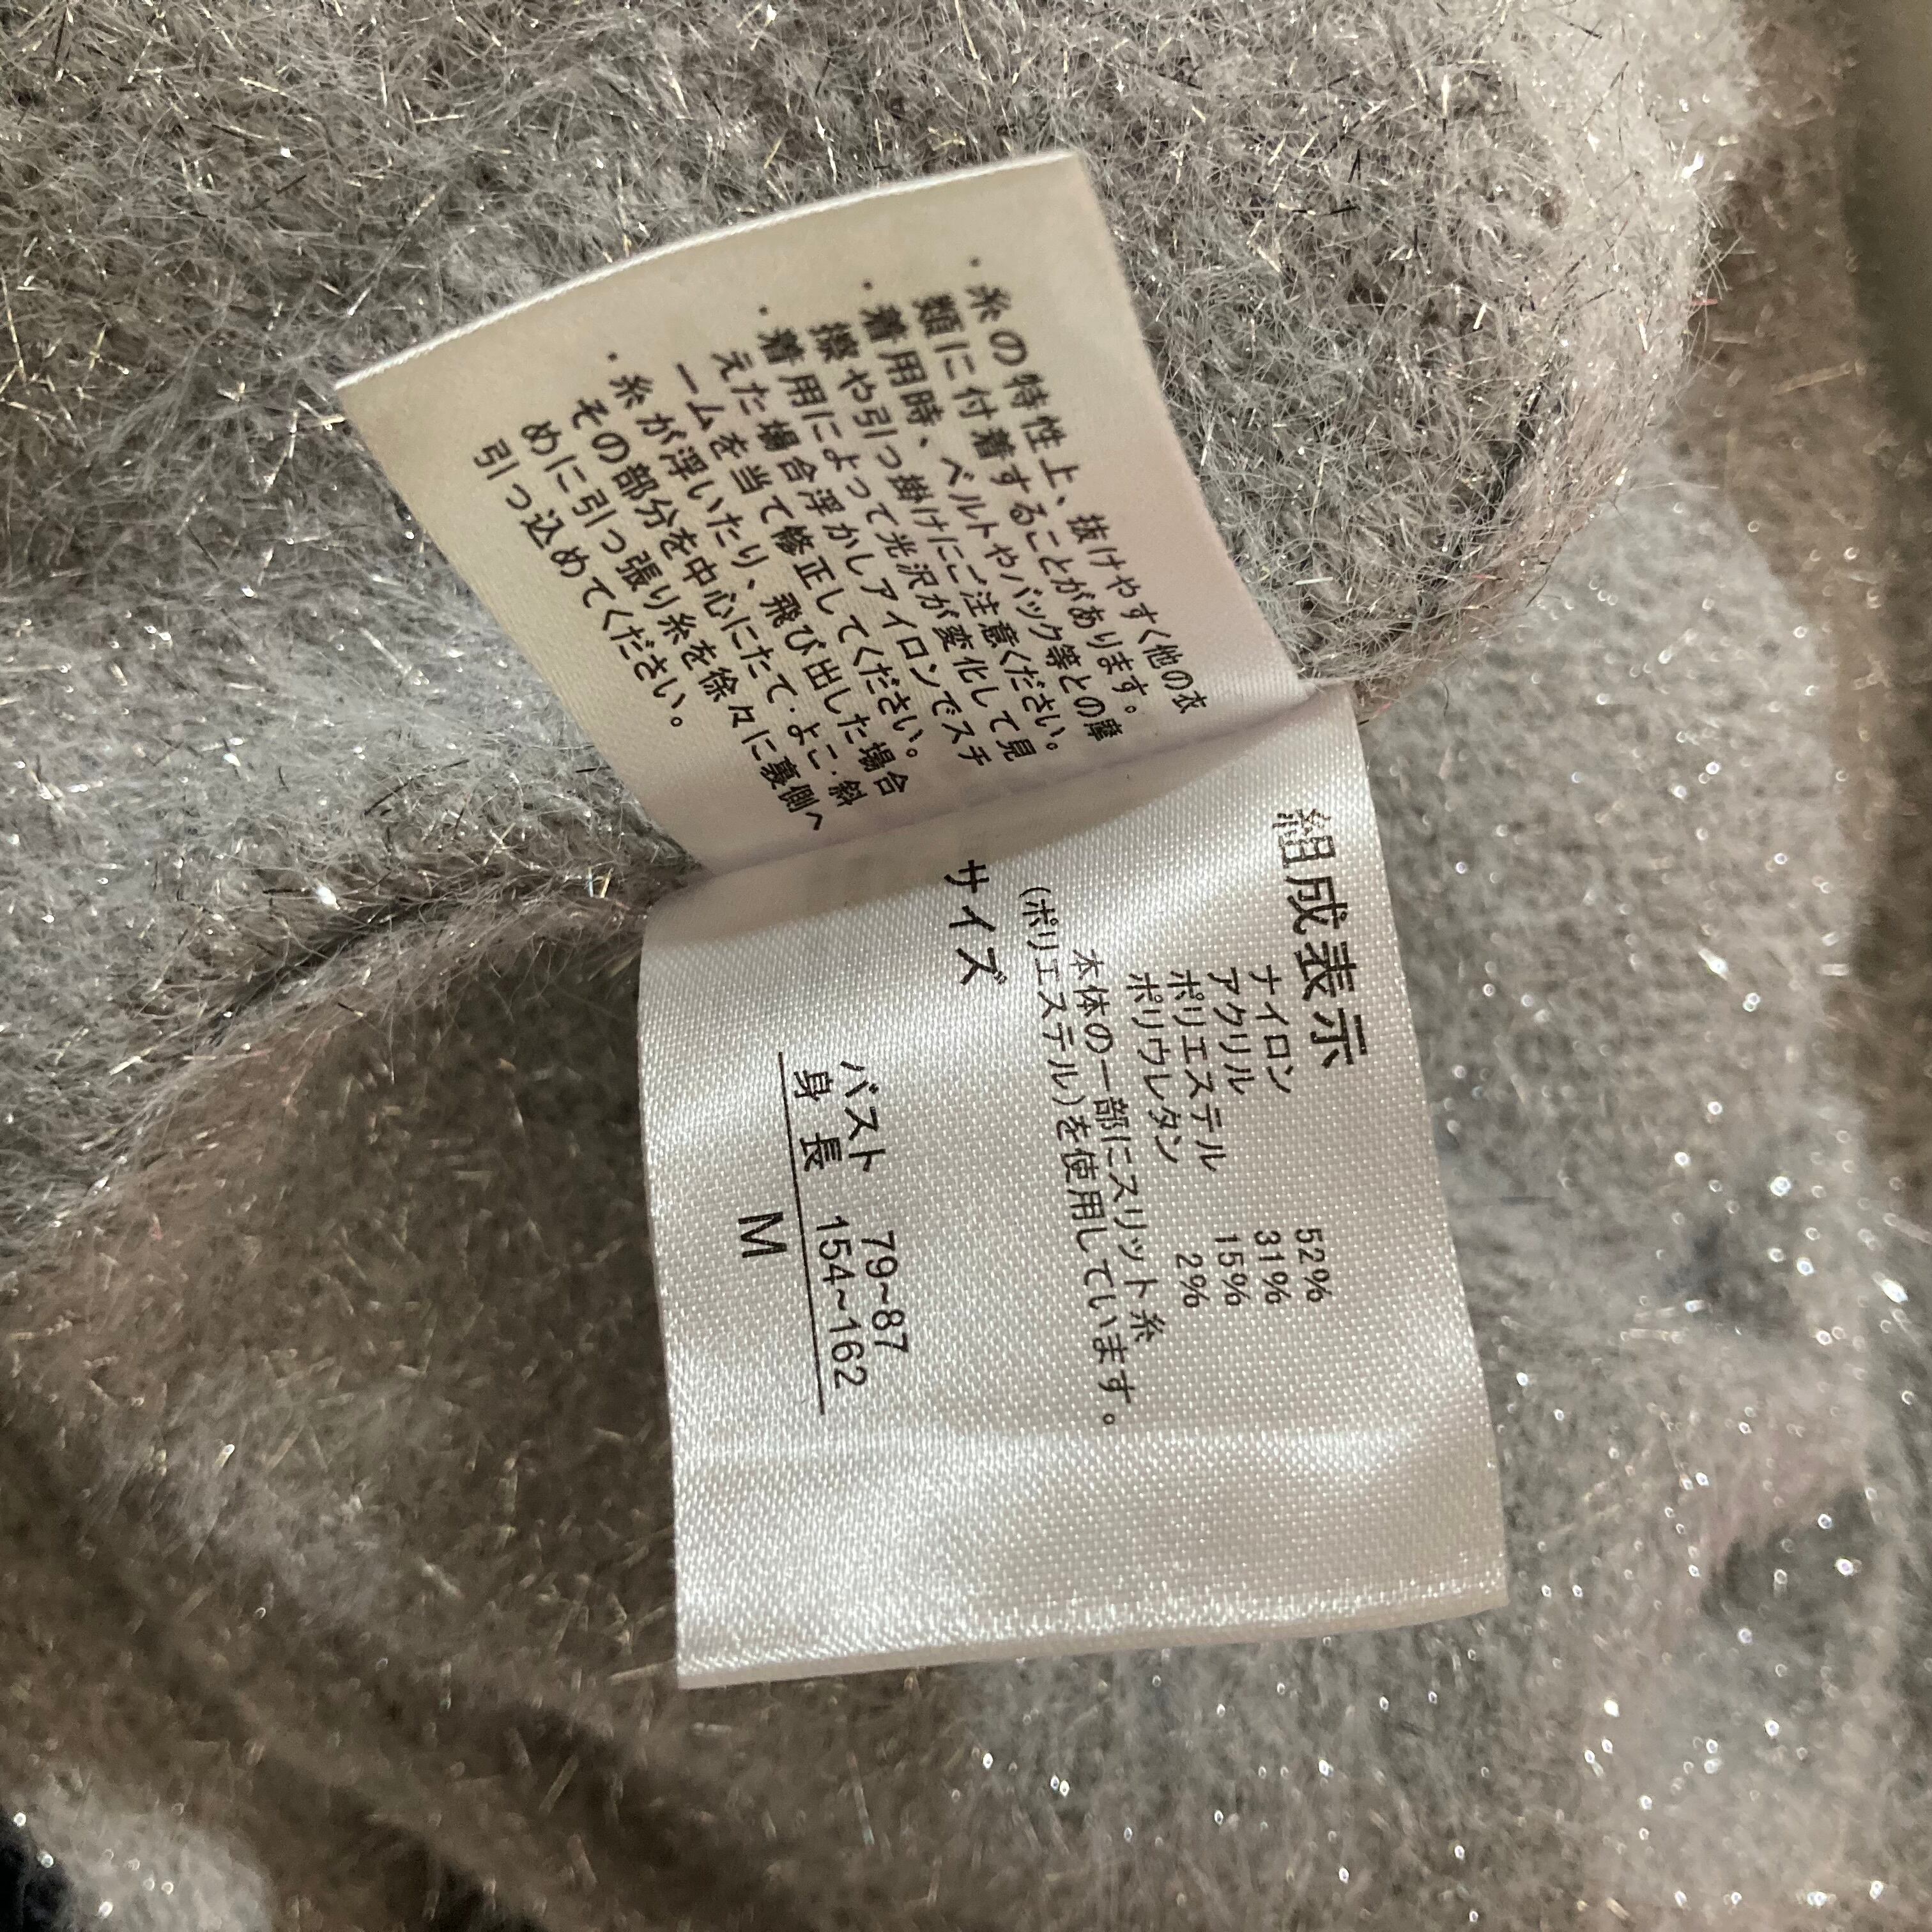 ・糸の特性上、抜けやすく他の衣
類に付着することがあります。
・着用時、ベルトやバック等との摩
擦や引っ掛けにご注意ください。
・着用によって光沢が変化して見
えた場合浮かしアイロンでスチ
ームを当て修正してください。
・糸が浮いたり、飛び出した場合
その部分を中心にたて·よこ·斜
めに引っ張り糸を徐々に裏側へ
引っ込めてください。
組成表示
ナイロン 52%
アクリル 31%
ポリエステル 15%
ポリウレタン 2%
本体の一部にスリット糸
(ポリエステル)を使用しています。
サイズ
バスト 79~87
身長 154~162
M